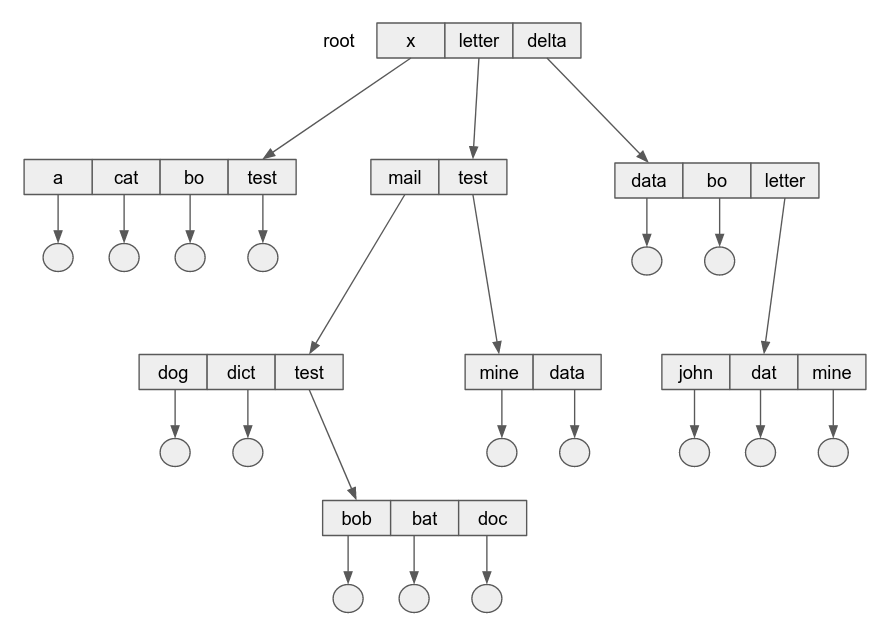 root x letter delta
a cat bo test mail test data bo letter
dog dict test mine data john dat mine
bob bat doc